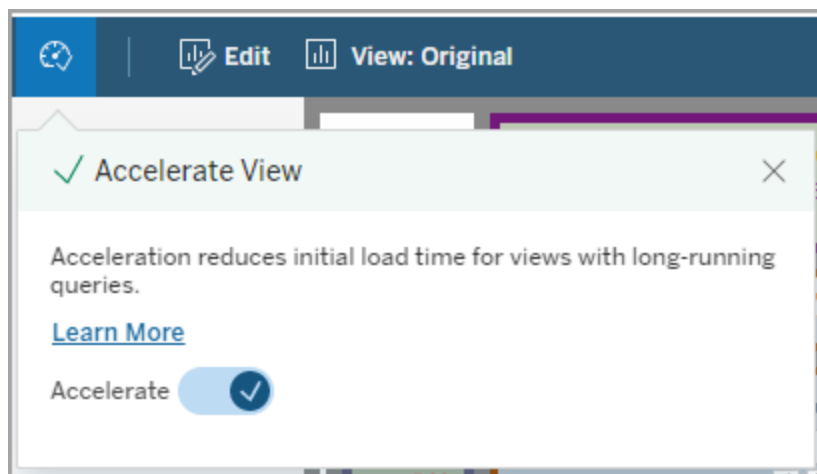 Edit View: Original
Accelerate View
Acceleration reduces initial load time for views with long-running
queries.
Learn More
Accelerate